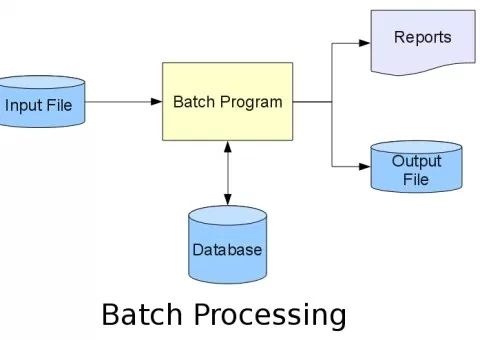 Reports
Input File
Batch Program
Output
File
Database
Batch Processing